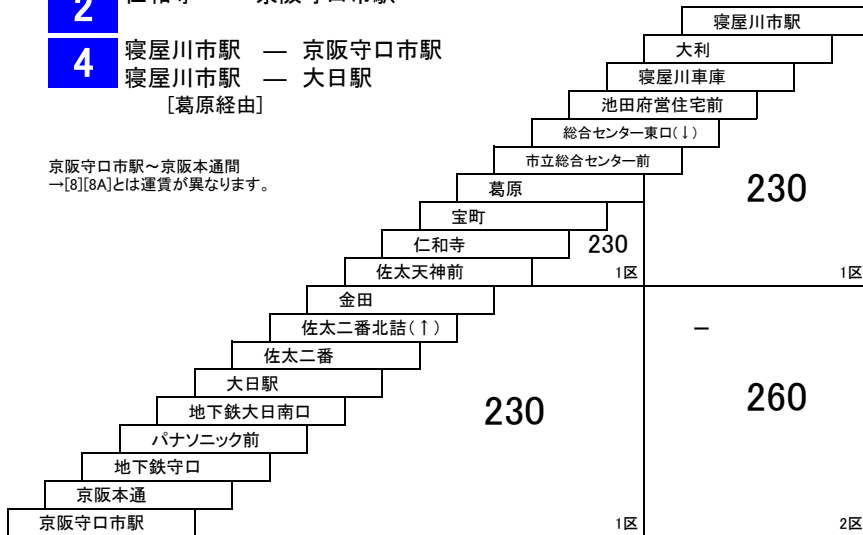 2
寝屋川市駅
4
寝屋川市駅 ― 京阪守口市駅
寝屋川市駅 ― 大日駅
[葛原経由]
大利
寝屋川車庫
池田府営住宅前
総合センター東口(↓)
市立総合センター前
京阪守口市駅～京阪本通間
→[8][8A]とは運賃が異なります。
葛原
230
宝町
仁和寺
230
佐太天神前
1区
1区
金田
佐太二番北詰(↑)
－
佐太二番
大日駅
260
地下鉄大日南口
230
パナソニック前
地下鉄守口
京阪本通
京阪守口市駅
1区
2区